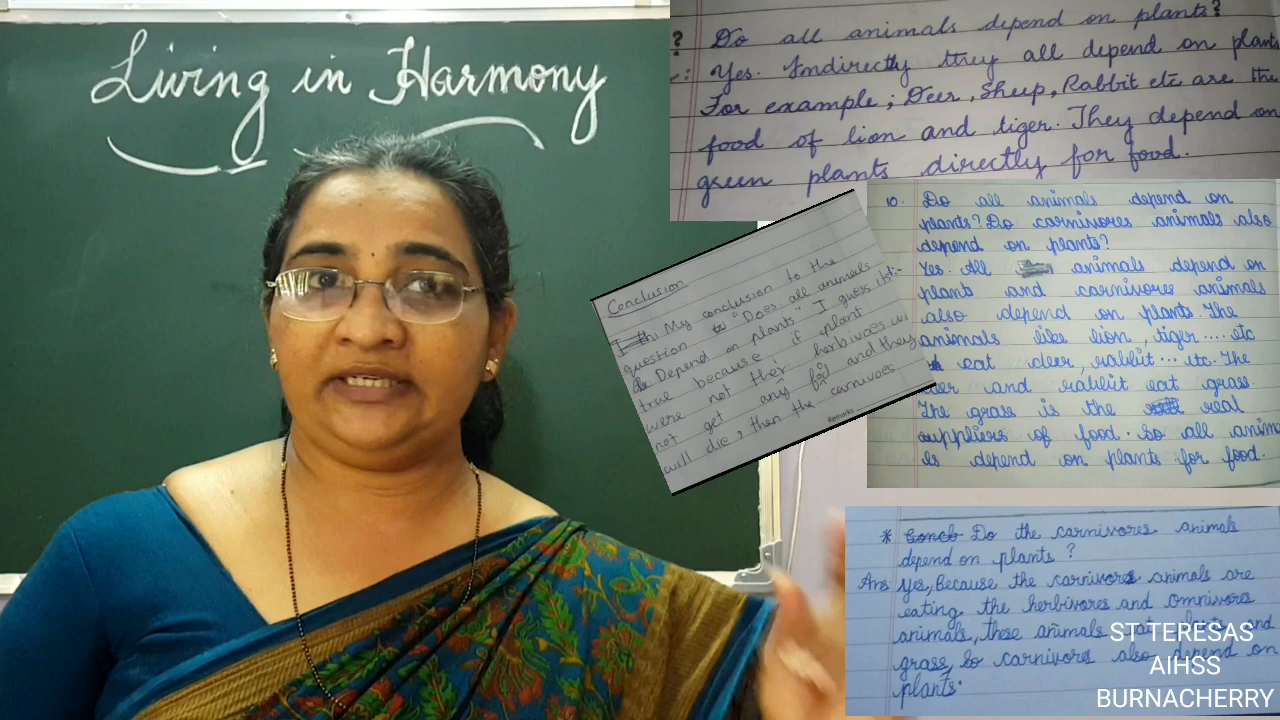 Living in Harmony
?
Do all animals depend on plants?
Yes. Indirectly they all depend on plants
For example; Deer, Sheep, Rabbit etc are the
food of lion and tiger. They depend on
green plants directly for food.
Conclusion
My conclusion to the
question to "Does all animals
Depend on plants" I guess its:-
true because if plant
were not their herbivores wi
not get any food and they
will die, then the carnivoes
Remarks
10. Do all animals depend on
plants? Do carnivores animals also
depend on plants?
Yes. All animals depend on
plants and carnivores animals
also depend on plants. The
animals like lion, tiger.... etc
eat deer, rabbit... etc. The
deer and rabbit eat grass
The grass is the real
suppliers of food. So all anima
ls depend on plants for food.
* Do the carnivores animals
depend on plants?
Ans Yes, Because the carnivores animals are
eating the herbivores and omnivores
animals, these animals eat plants and
grass, So carnivores also depend on
plants.
ST TERESAS
AIHSS
BURNACHERRY